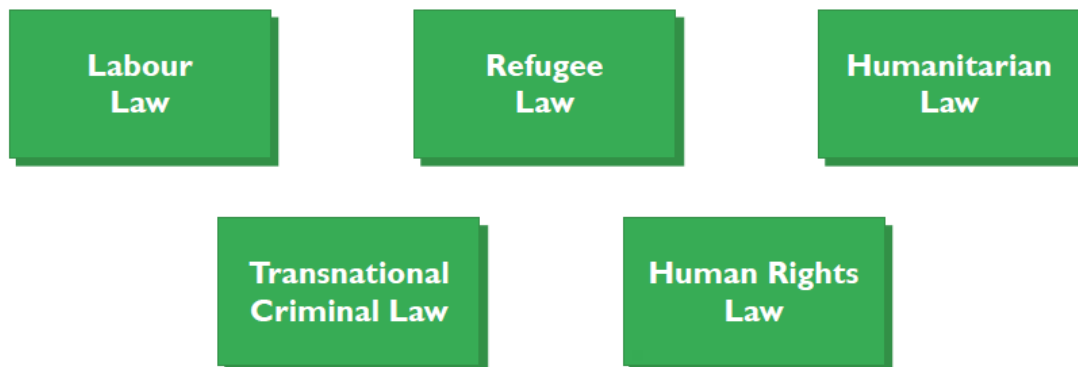 Labour
Law
Refugee
Law
Humanitarian
Law
Transnational
Criminal Law
Human Rights
Law